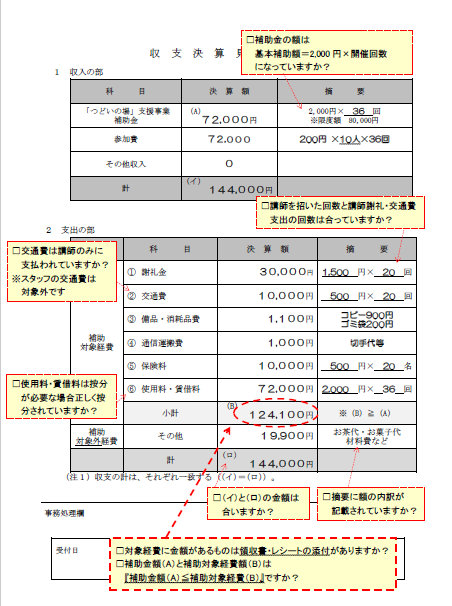 収 支 決 算
□補助金の額は
基本補助額＝2,000 円×開催回数
になっていますか？
１ 収入の部
科 目 決 算 額 摘 要
「つどいの場」支援事業 補助金 (A) ７２,０００円 2,000円× ３６ 回 ※限度額 80,000円
参加費 ７２,０００ ２００円 ×１０人×３６回
その他収入 ０
計 (イ) １４４,０００円
□講師を招いた回数と講師謝礼・交通費
支出の回数は合っていますか？
２ 支出の部
□交通費は講師のみに
支払われていますか？
※スタッフの交通費は
対象外です
科 目 決 算 額 摘 要
補助
対象経費
① 謝礼金 ３０,０００円 １,５００ 円× ２０ 回
② 交通費 １０,０００円 ５００ 円× ２０ 回
③ 備品・消耗品費 １,１００円 コピー９００円 ゴミ袋２００円
④ 通信運搬費 １,０００円 切手代等
⑤ 保険料 １０,０００円 ５００ 円× ２０ 名
⑥ 使用料・賃借料 ７２,０００円 ２,０００ 円× ３６ 回
□使用料・賃借料は按分
が必要な場合正しく按
分されていますか？
小計 (B) １２４,１００円 ※（B）≧（A）
補助
対象外経費
その他 １９,９００円 お茶代・お菓子代 材料費など
計 (ロ) １４４,０００円
（注１）収支の計は、それぞれ一致する（（イ）＝（ロ））。
□(イ)と(ロ)の金額は
合いますか？
□摘要に額の内訳が
記載されていますか？
事務処理欄
受付日
□対象経費に金額があるものは領収書・レシートの添付がありますか？
□補助金額(A)と補助対象経費額(B)は
『補助金額(A)≦補助対象経費(B)』ですか？